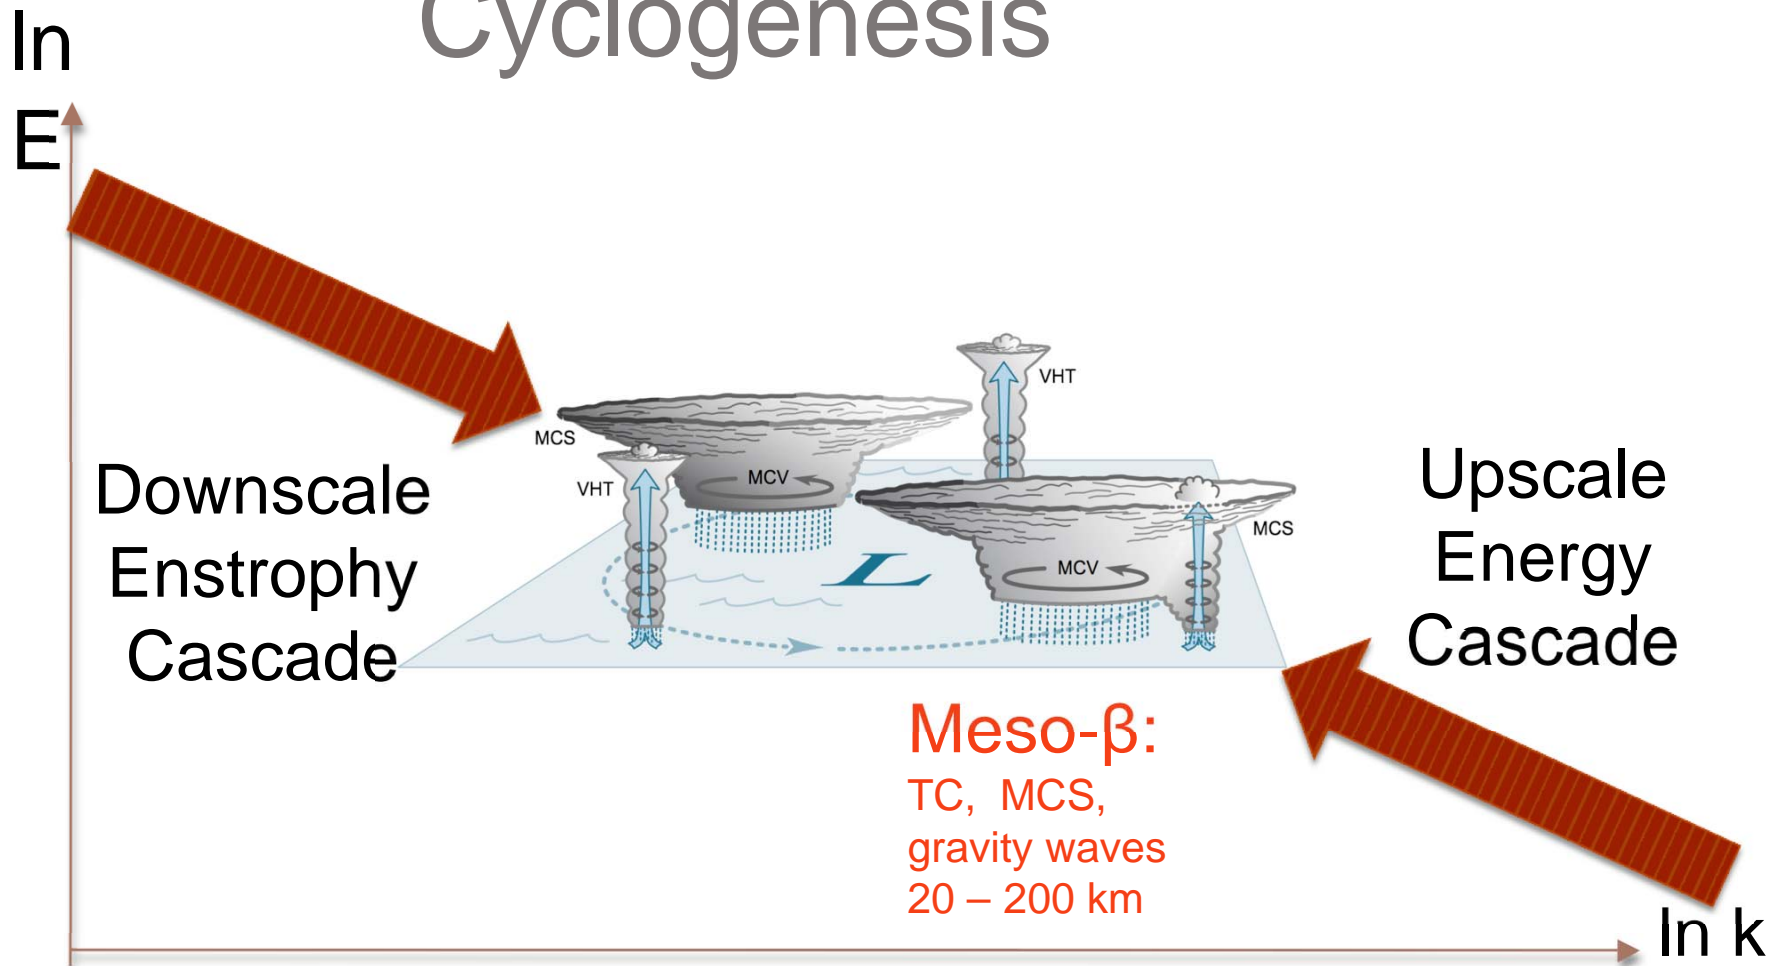 Cyclogenesis
ln
E
VHT
MCS
VHT
MCV
MCS
MCV
L
Downscale
Enstrophy
Cascade
Upscale
Energy
Cascade
Meso-β:
TC, MCS,
gravity waves
20 – 200 km
ln k